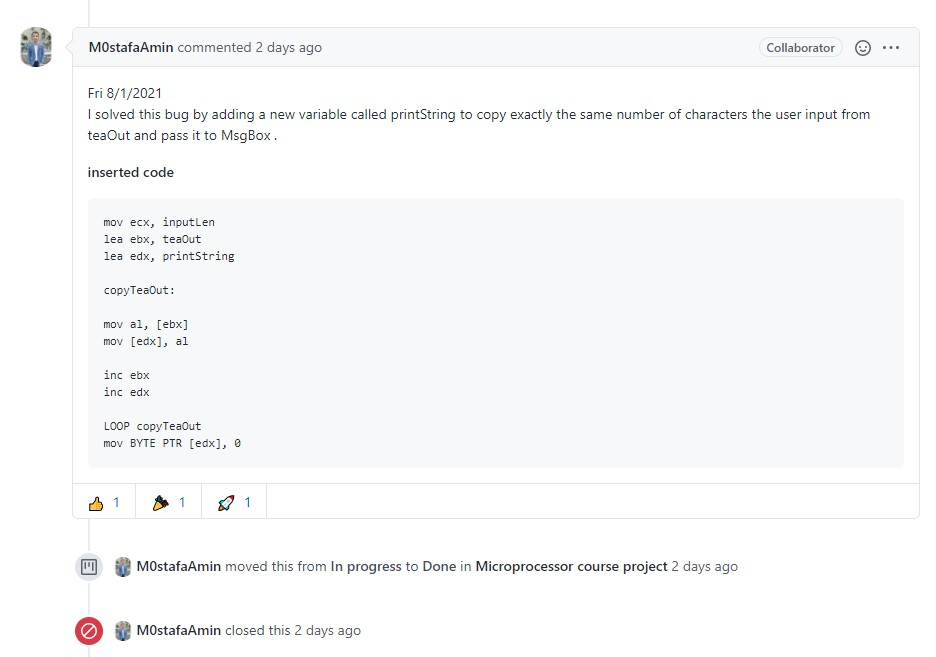 M0stafaAmin commented 2 days ago
Collaborator
Fri 8/1/2021
I solved this bug by adding a new variable called printString to copy exactly the same number of characters the user input from
teaOut and pass it to MsgBox .
inserted code
mov ecx, inputLen
lea ebx, teaOut
lea edx, printString
copyTeaOut:
mov al, [ebx]
mov [edx], al
inc ebx
inc edx
LOOP copyTeaOut
mov BYTE PTR [edx], 0
1 1 1
M0stafaAmin moved this from In progress to Done in Microprocessor course project 2 days ago
M0stafaAmin closed this 2 days ago